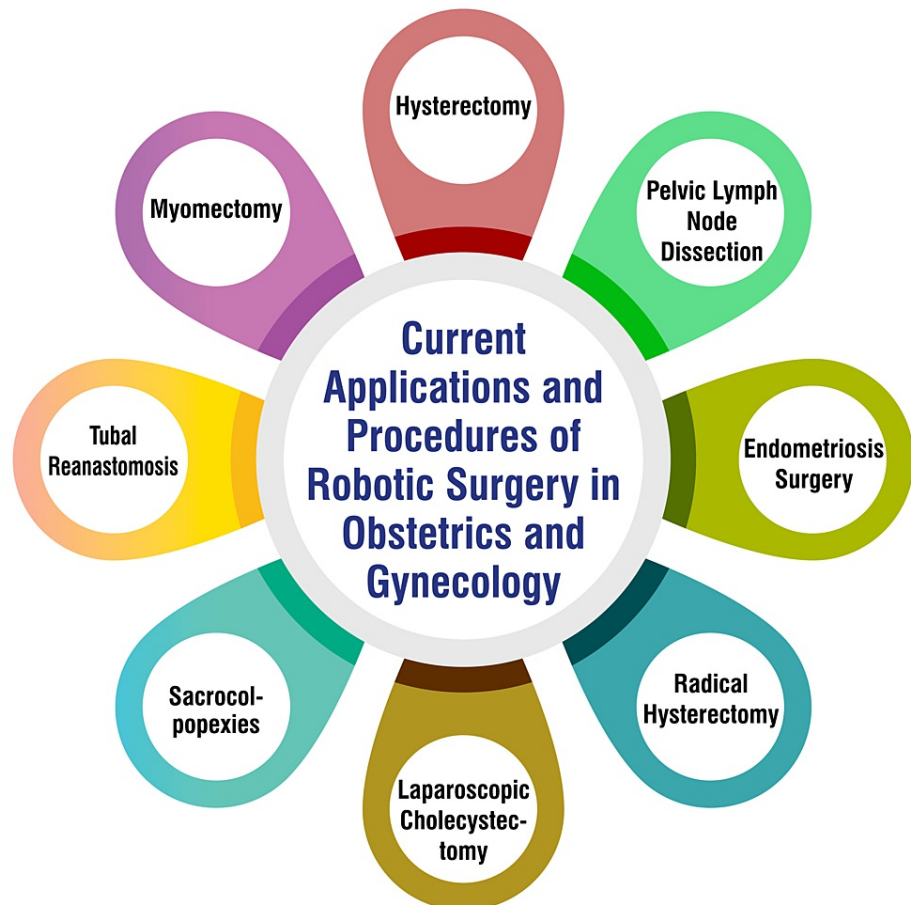 Current
Applications and
Procedures of
Robotic Surgery in
Obstetrics and
Gynecology
Hysterectomy
Pelvic Lymph
Node
Dissection
Endometriosis
Surgery
Radical
Hysterectomy
Laparoscopic
Cholecystec-
tomy
Sacrocol-
popexies
Tubal
Reanastomosis
Myomectomy